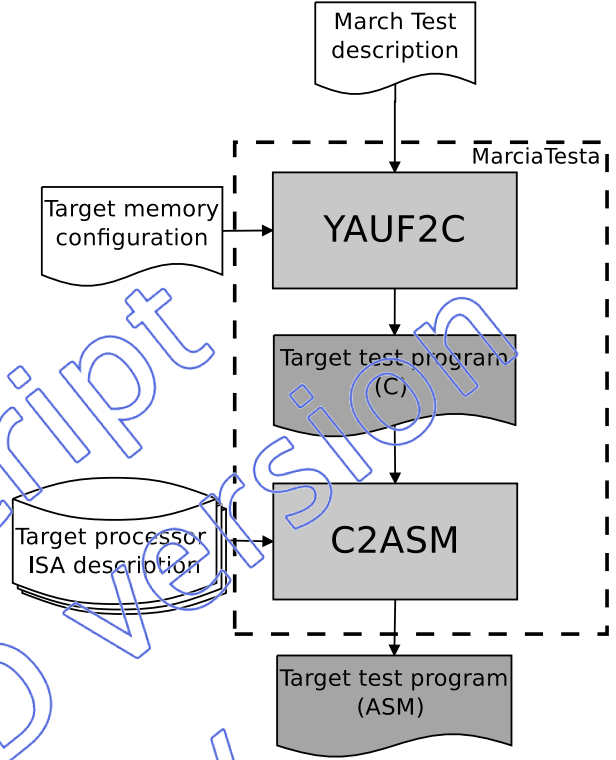 March Test
description
MarciaTesta
Target memory
configuration
YAUF2C
Target test program
(C)
Target processor
ISA description
C2ASM
Target test program
(ASM)
version